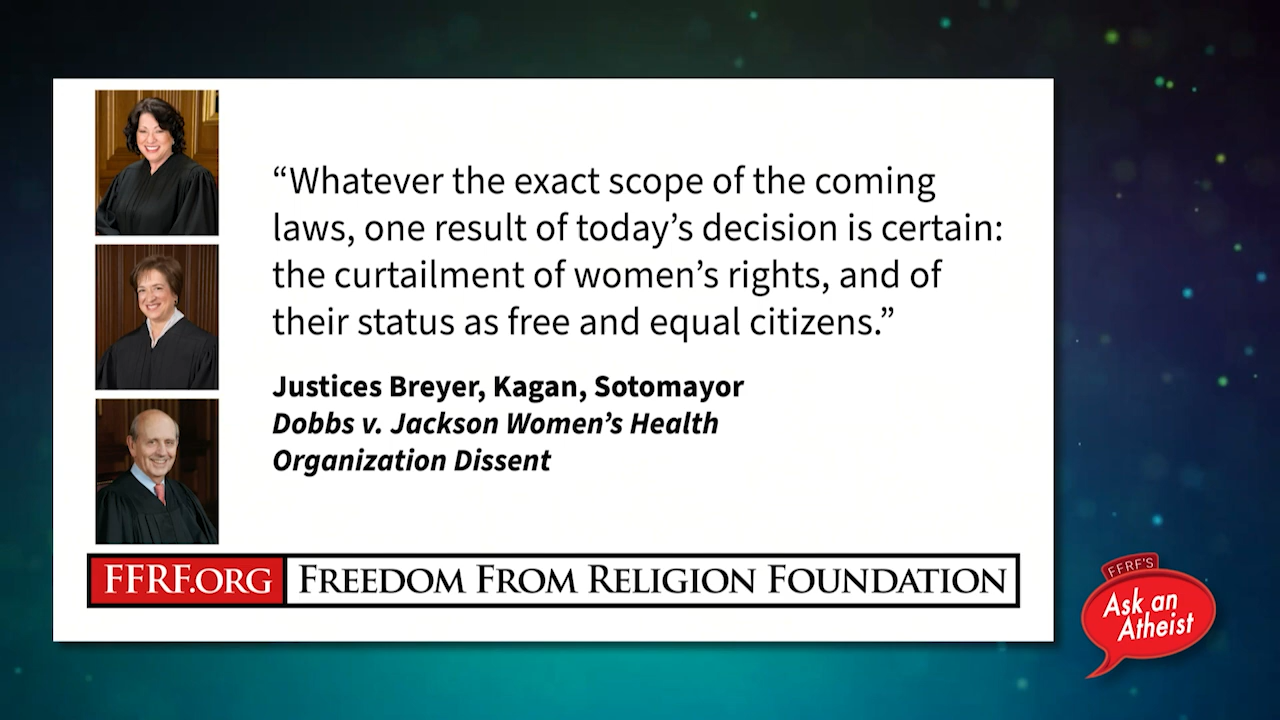 “Whatever the exact scope of the coming
laws, one result of today’s decision is certain:
the curtailment of women’s rights, and of
their status as free and equal citizens.”
Justices Breyer, Kagan, Sotomayor
Dobbs v. Jackson Women’s Health
Organization Dissent
FFRF.ORG FREEDOM FROM RELIGION FOUNDATION
FFRF'S
Ask an
Atheist